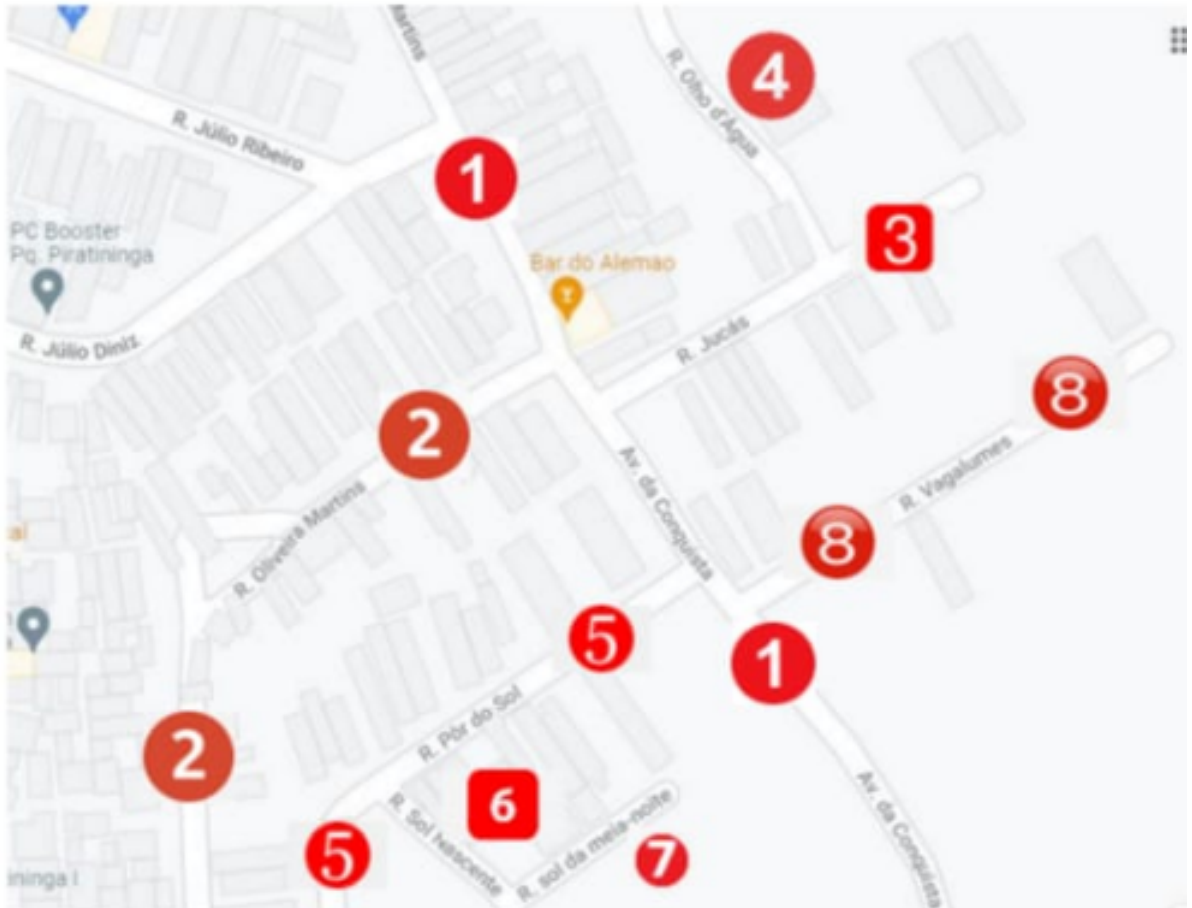 Martins
4
R. Olho d'Água
R. Júlio Ribeiro
1
3
PC Booster
Pq. Piratininga
Bar do Alemao
R. Júlio Diniz
R. Jucás
8
2
Av. da Conquista
R. Vagalumes
R. Oliveira Martins
8
5
1
R. Pôr do Sol
2
6
R. Sol Nascente
R. sol da meia-noite
5
7
Av. da Conquista
ininga I